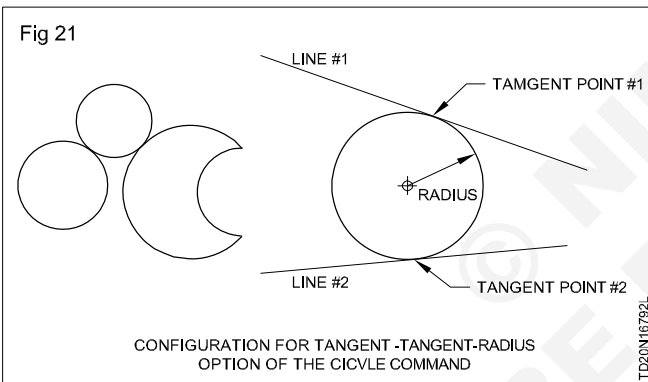 Fig 21
LINE #1
TAMGENT POINT #1
RADIUS
LINE #2
TANGENT POINT #2
CONFIGURATION FOR TANGENT -TANGENT-RADIUS
OPTION OF THE CICVLE COMMAND
TD20N16792L
© NI